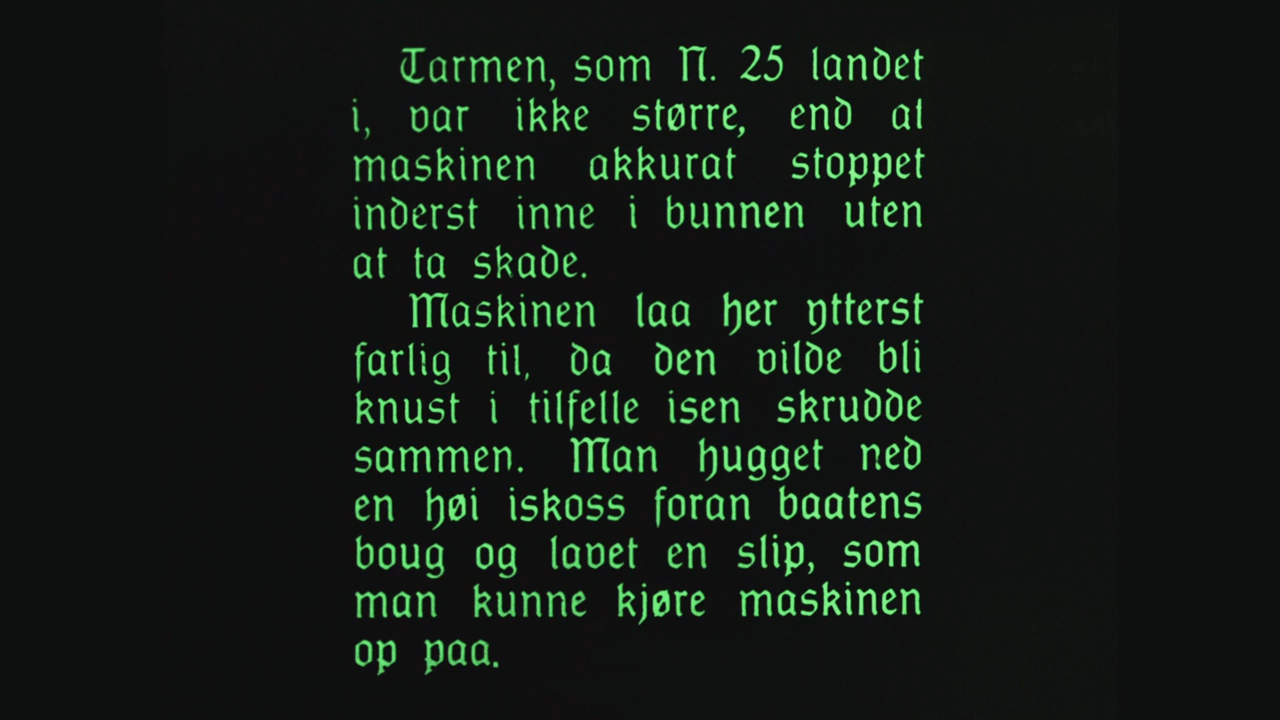 Tarmen, som N. 25 landet
i, var ikke større, end at
maskinen akkurat stoppet
inderst inne i bunnen uten
at ta skade.
Maskinen laa her ytterst
farlig til, da den vilde bli
knust i tilfelle isen skrudde
sammen. Man hugget ned
en høi iskoss foran baatens
boug og lavet en slip, som
man kunne kjøre maskinen
op paa.